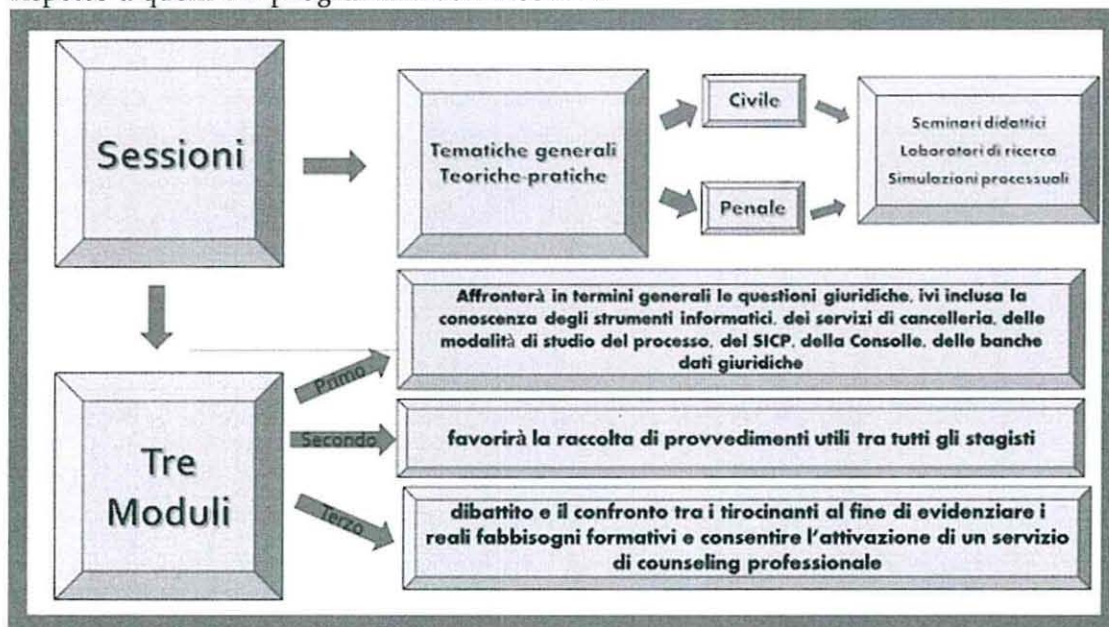 Sessioni
Tematiche generali
Teoriche-pratiche
Civile
Penale
Seminari didattici
Laboratori di ricerca
Simulazioni processuali
Tre
Moduli
Primo
Affronterà in termini generali le questioni giuridiche, ivi inclusa la
conoscenza degli strumenti informatici, dei servizi di cancelleria, delle
modalità di studio del processo, del SICP, della Consolle, delle banche
dati giuridiche
Secondo
favorirà la raccolta di provvedimenti utili tra tutti gli stagisti
Terzo
dibattito e il confronto tra i tirocinanti al fine di evidenziare i
reali fabbisogni formativi e consentire l'attivazione di un servizio
di counseling professionale